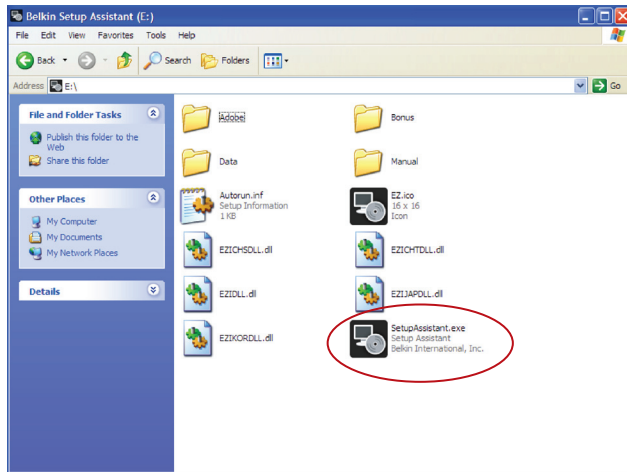 Belkin Setup Assistant (E:)
File Edit View Favorites Tools Help
Back Search Folders
Address E:\ Go
File and Folder Tasks
Publish this folder to the
Web
Share this folder
Other Places
My Computer
My Documents
My Network Places
Details
Adobe
Bonus
Data
Manual
Autorun.inf
Setup Information
1 KB
EZ.ico
16 x 16
Icon
EZICHSDLL.dll
EZICHTDLL.dll
EZIDLL.dll
EZIJAPDLL.dll
EZIKORDLL.dll
SetupAssistant.exe
Setup Assistant
Belkin International, Inc.